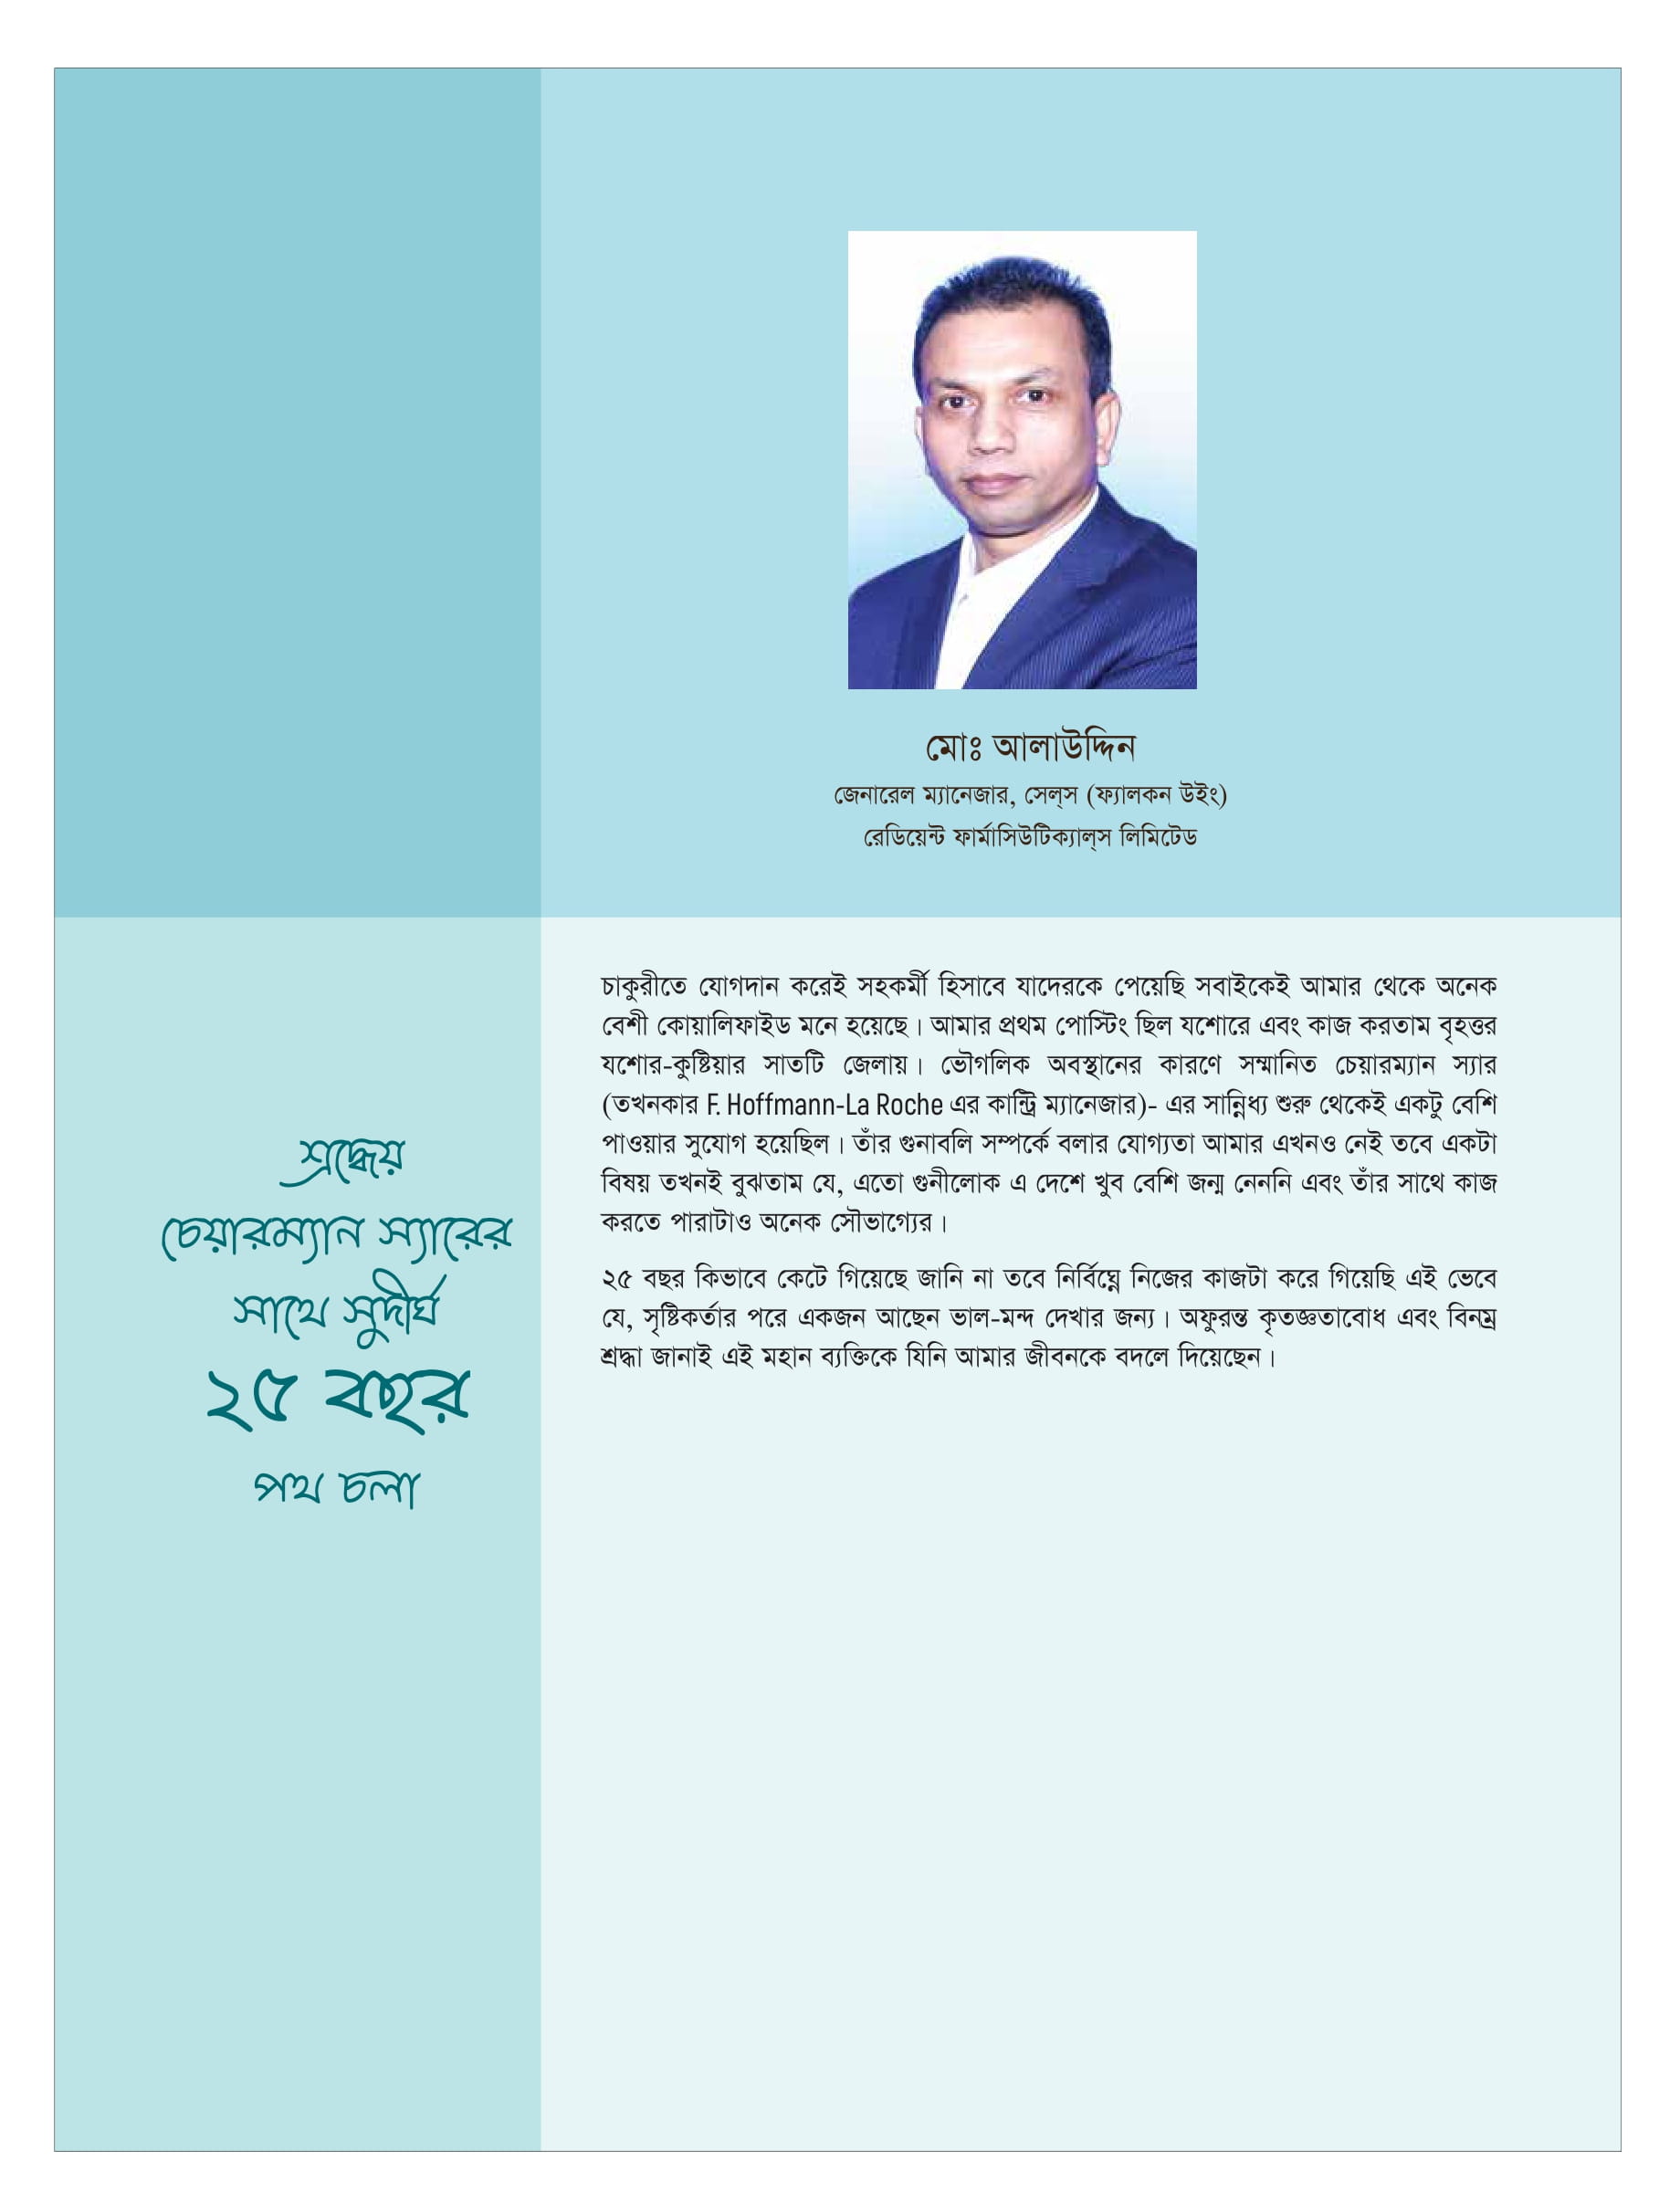 মোঃ আলাউদ্দিন
জেনারেল ম্যানেজার, সেল্‌স (ফ্যালকন উইং)
রেডিয়েন্ট ফার্মাসিউটিক্যাল্‌স লিমিটেড
শ্রদ্ধেয়
চেয়ারম্যান স্যারের
সাথে সুদীর্ঘ
২৫ বছর
পথ চলা
চাকুরীতে যোগদান করেই সহকর্মী হিসাবে যাদেরকে পেয়েছি সবাইকেই আমার থেকে অনেক
বেশী কোয়ালিফাইড মনে হয়েছে। আমার প্রথম পোস্টিং ছিল যশোরে এবং কাজ করতাম বৃহত্তর
যশোর-কুষ্টিয়ার সাতটি জেলায়। ভৌগলিক অবস্থানের কারণে সম্মানিত চেয়ারম্যান স্যার
(তখনকার F. Hoffmann-La Roche এর কান্ট্রি ম্যানেজার)- এর সান্নিধ্য শুরু থেকেই একটু বেশি
পাওয়ার সুযোগ হয়েছিল। তাঁর গুনাবলি সম্পর্কে বলার যোগ্যতা আমার এখনও নেই তবে একটা
বিষয় তখনই বুঝতাম যে, এতো গুনীলোক এ দেশে খুব বেশি জন্ম নেননি এবং তাঁর সাথে কাজ
করতে পারাটাও অনেক সৌভাগ্যের।
২৫ বছর কিভাবে কেটে গিয়েছে জানি না তবে নির্বিঘ্নে নিজের কাজটা করে গিয়েছি এই ভেবে
যে, সৃষ্টিকর্তার পরে একজন আছেন ভাল-মন্দ দেখার জন্য। অফুরন্ত কৃতজ্ঞতাবোধ এবং বিনম্র
শ্রদ্ধা জানাই এই মহান ব্যক্তিকে যিনি আমার জীবনকে বদলে দিয়েছেন।